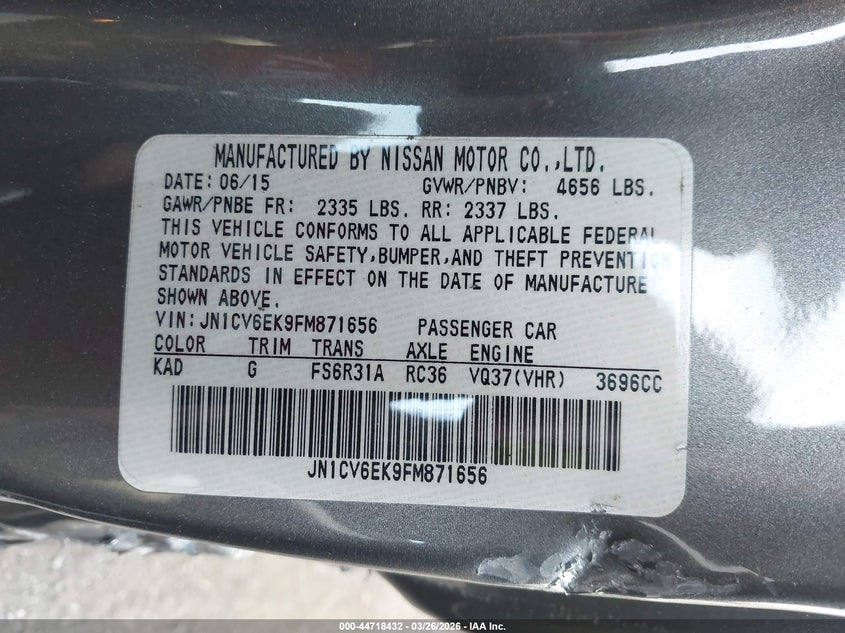 MANUFACTURED BY NISSAN MOTOR CO.,LTD.
DATE: 06/15 GVWR/PNBV: 4656 LBS.
GAWR/PNBE FR: 2335 LBS. RR: 2337 LBS.
THIS VEHICLE CONFORMS TO ALL APPLICABLE FEDERAL
MOTOR VEHICLE SAFETY,BUMPER,AND THEFT PREVENTION
STANDARDS IN EFFECT ON THE DATE OF MANUFACTURE
SHOWN ABOVE.
VIN: JN1CV6EK9FM871656 PASSENGER CAR
COLOR TRIM TRANS AXLE ENGINE
KAD G FS6R31A RC36 VQ37(VHR) 3696CC
JN1CV6EK9FM871656
000-44718432 - 03/26/2026 - © IAA Inc.